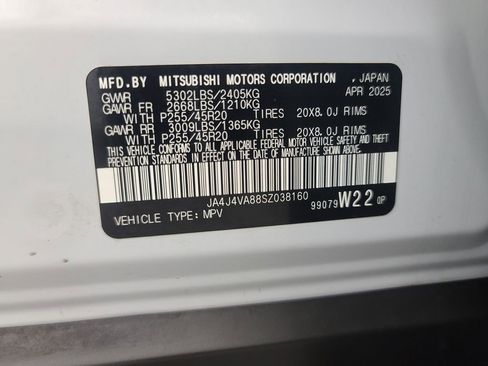 MFD.BY MITSUBISHI MOTORS CORPORATION , JAPAN
GVWR 5302LBS/2405KG APR 2025
GAWR FR 2668LBS/1210KG
WITH P255/45R20 TIRES 20X8.0J RIMS
GAWR RR 3009LBS/1365KG
WITH P255/45R20 TIRES 20X8.0J RIMS
THIS VEHICLE CONFORMS TO ALL APPLICABLE FEDERAL MOTOR VEHICLE SAFETY AND THEFT
PREVENTION STANDARDS IN EFFECT ON THE DATE OF MANUFACTURE SHOWN ABOVE.
JA4J4VA88SZ038160
VEHICLE TYPE: MPV 99079 W22 0P